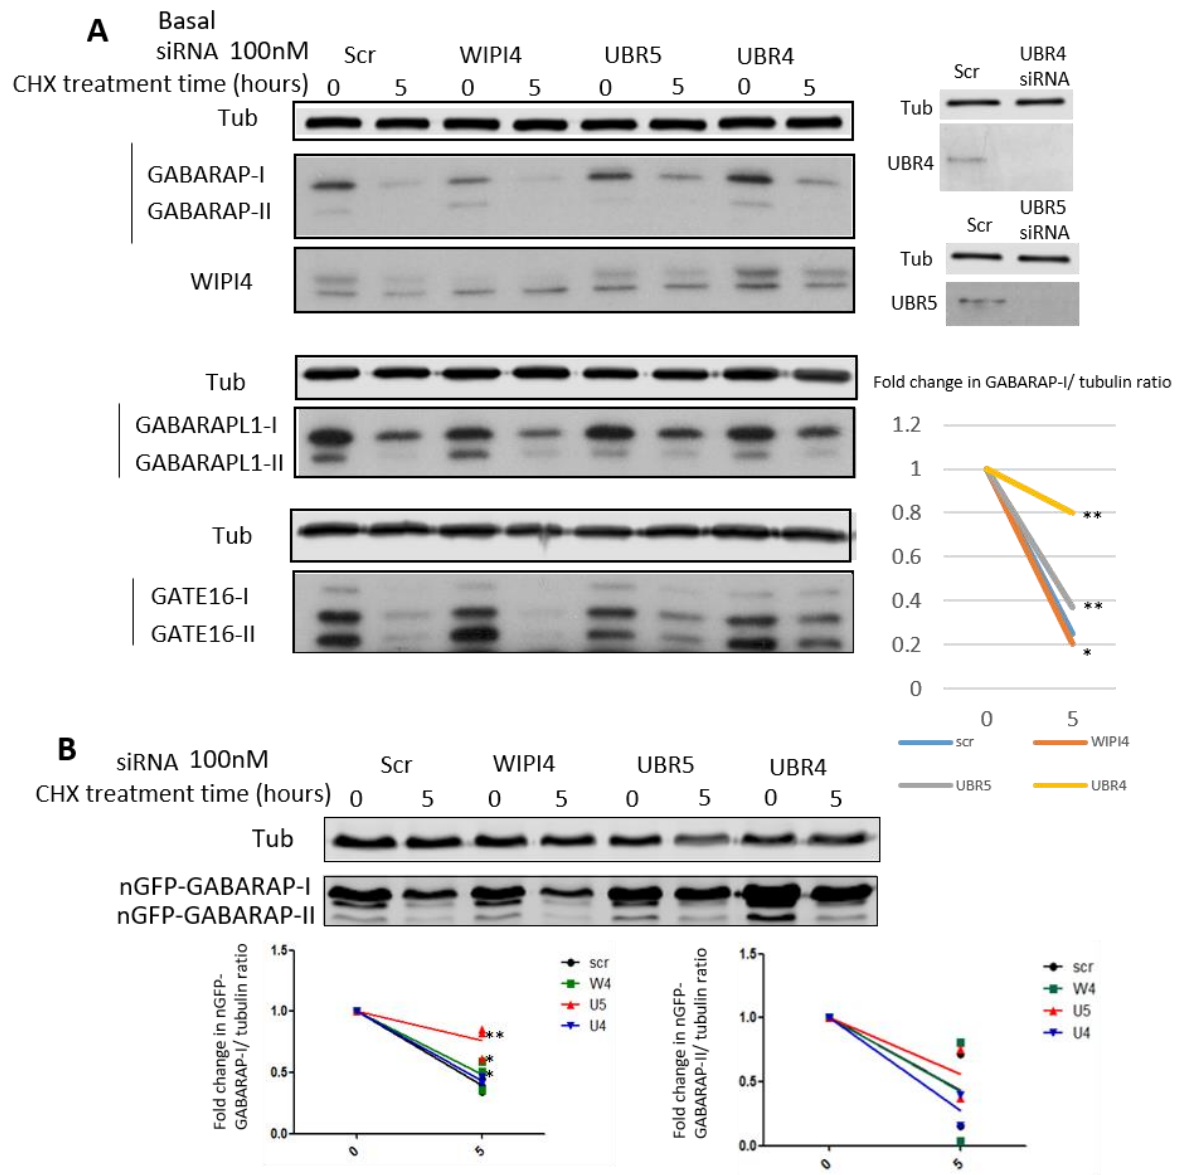 A
Basal
siRNA 100nM
Scr WIPI4 UBR5 UBR4
CHX treatment time (hours) 0 5 0 5 0 5 0 5
Tub
GABARAP-I
GABARAP-II
WIPI4
Tub
GABARAPL1-I
GABARAPL1-II
Tub
GATE16-I
GATE16-II
Scr UBR4
siRNA
Tub
UBR4
Scr UBR5
siRNA
Tub
UBR5
Fold change in GABARAP-I/ tubulin ratio
1.2
1
0.8
**
0.6
0.4
**
0.2
*
0
0 5
scr WIPI4
UBR5 UBR4
B
siRNA 100nM
Scr WIPI4 UBR5 UBR4
CHX treatment time (hours) 0 5 0 5 0 5 0 5
Tub
nGFP-GABARAP-I
nGFP-GABARAP-II
Fold change in nGFP-
GABARAP-I/ tubulin ratio
1.5
1.0
0.5
0.0
0 5
**
*
*
scr
W4
U5
U4
Fold change in nGFP-
GABARAP-II/ tubulin ratio
1.5
1.0
0.5
0.0
0 5
scr
W4
U5
U4